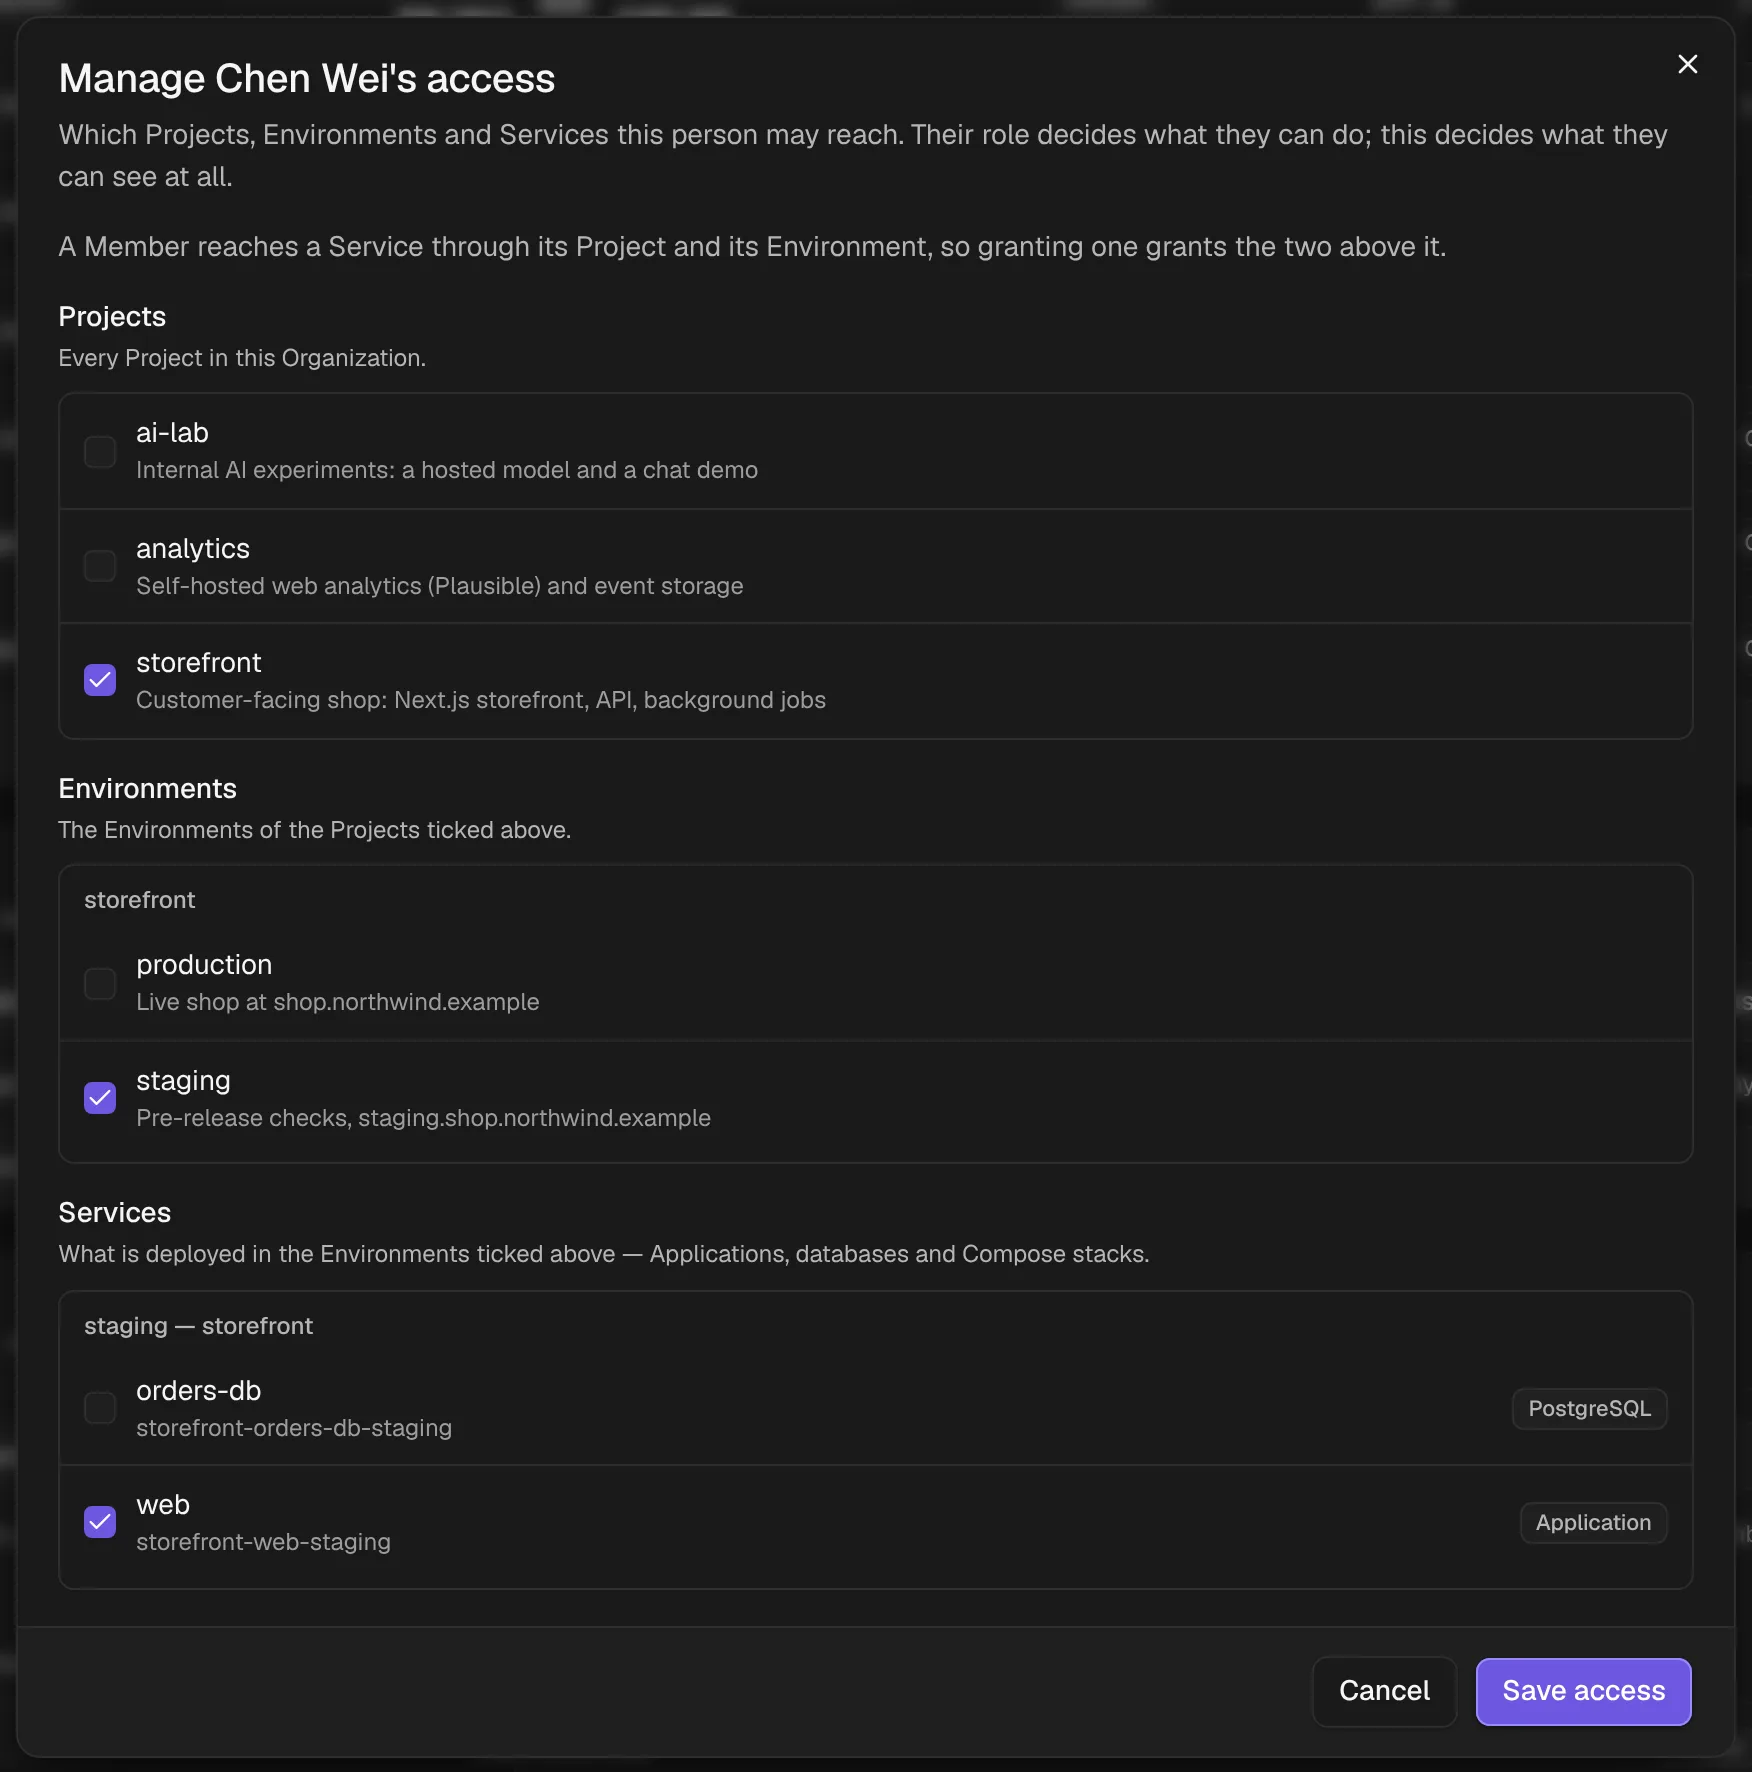 Manage Chen Wei's access
Which Projects, Environments and Services this person may reach. Their role decides what they can do; this decides what they
can see at all.
A Member reaches a Service through its Project and its Environment, so granting one grants the two above it.
Projects
Every Project in this Organization.
ai-lab
Internal AI experiments: a hosted model and a chat demo
analytics
Self-hosted web analytics (Plausible) and event storage
storefront
Customer-facing shop: Next.js storefront, API, background jobs
Environments
The Environments of the Projects ticked above.
storefront
production
Live shop at shop.northwind.example
staging
Pre-release checks, staging.shop.northwind.example
Services
What is deployed in the Environments ticked above — Applications, databases and Compose stacks.
staging — storefront
orders-db
storefront-orders-db-staging
PostgreSQL
web
storefront-web-staging
Application
Cancel
Save access